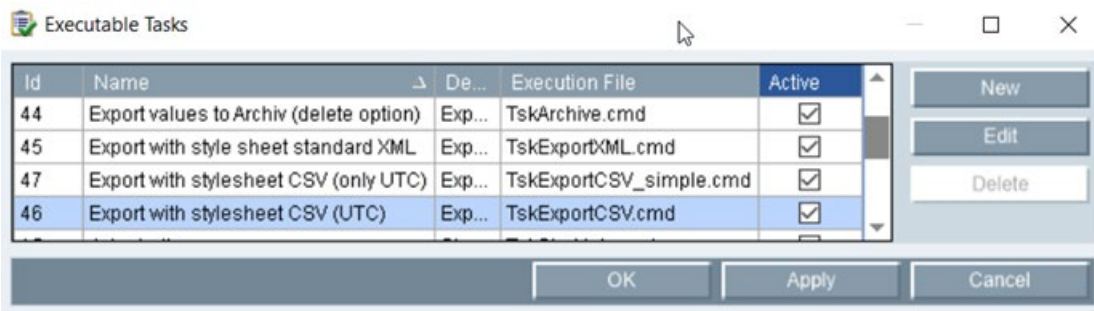 Executable Tasks
Id Name De... Execution File Active
New
44 Export values to Archiv (delete option) Exp... TskArchive.cmd
Edit
45 Export with style sheet standard XML Exp... TskExportXML.cmd
47 Export with stylesheet CSV (only UTC) Exp... TskExportCSV_simple.cmd
Delete
46 Export with stylesheet CSV (UTC) Exp... TskExportCSV.cmd
OK Apply Cancel